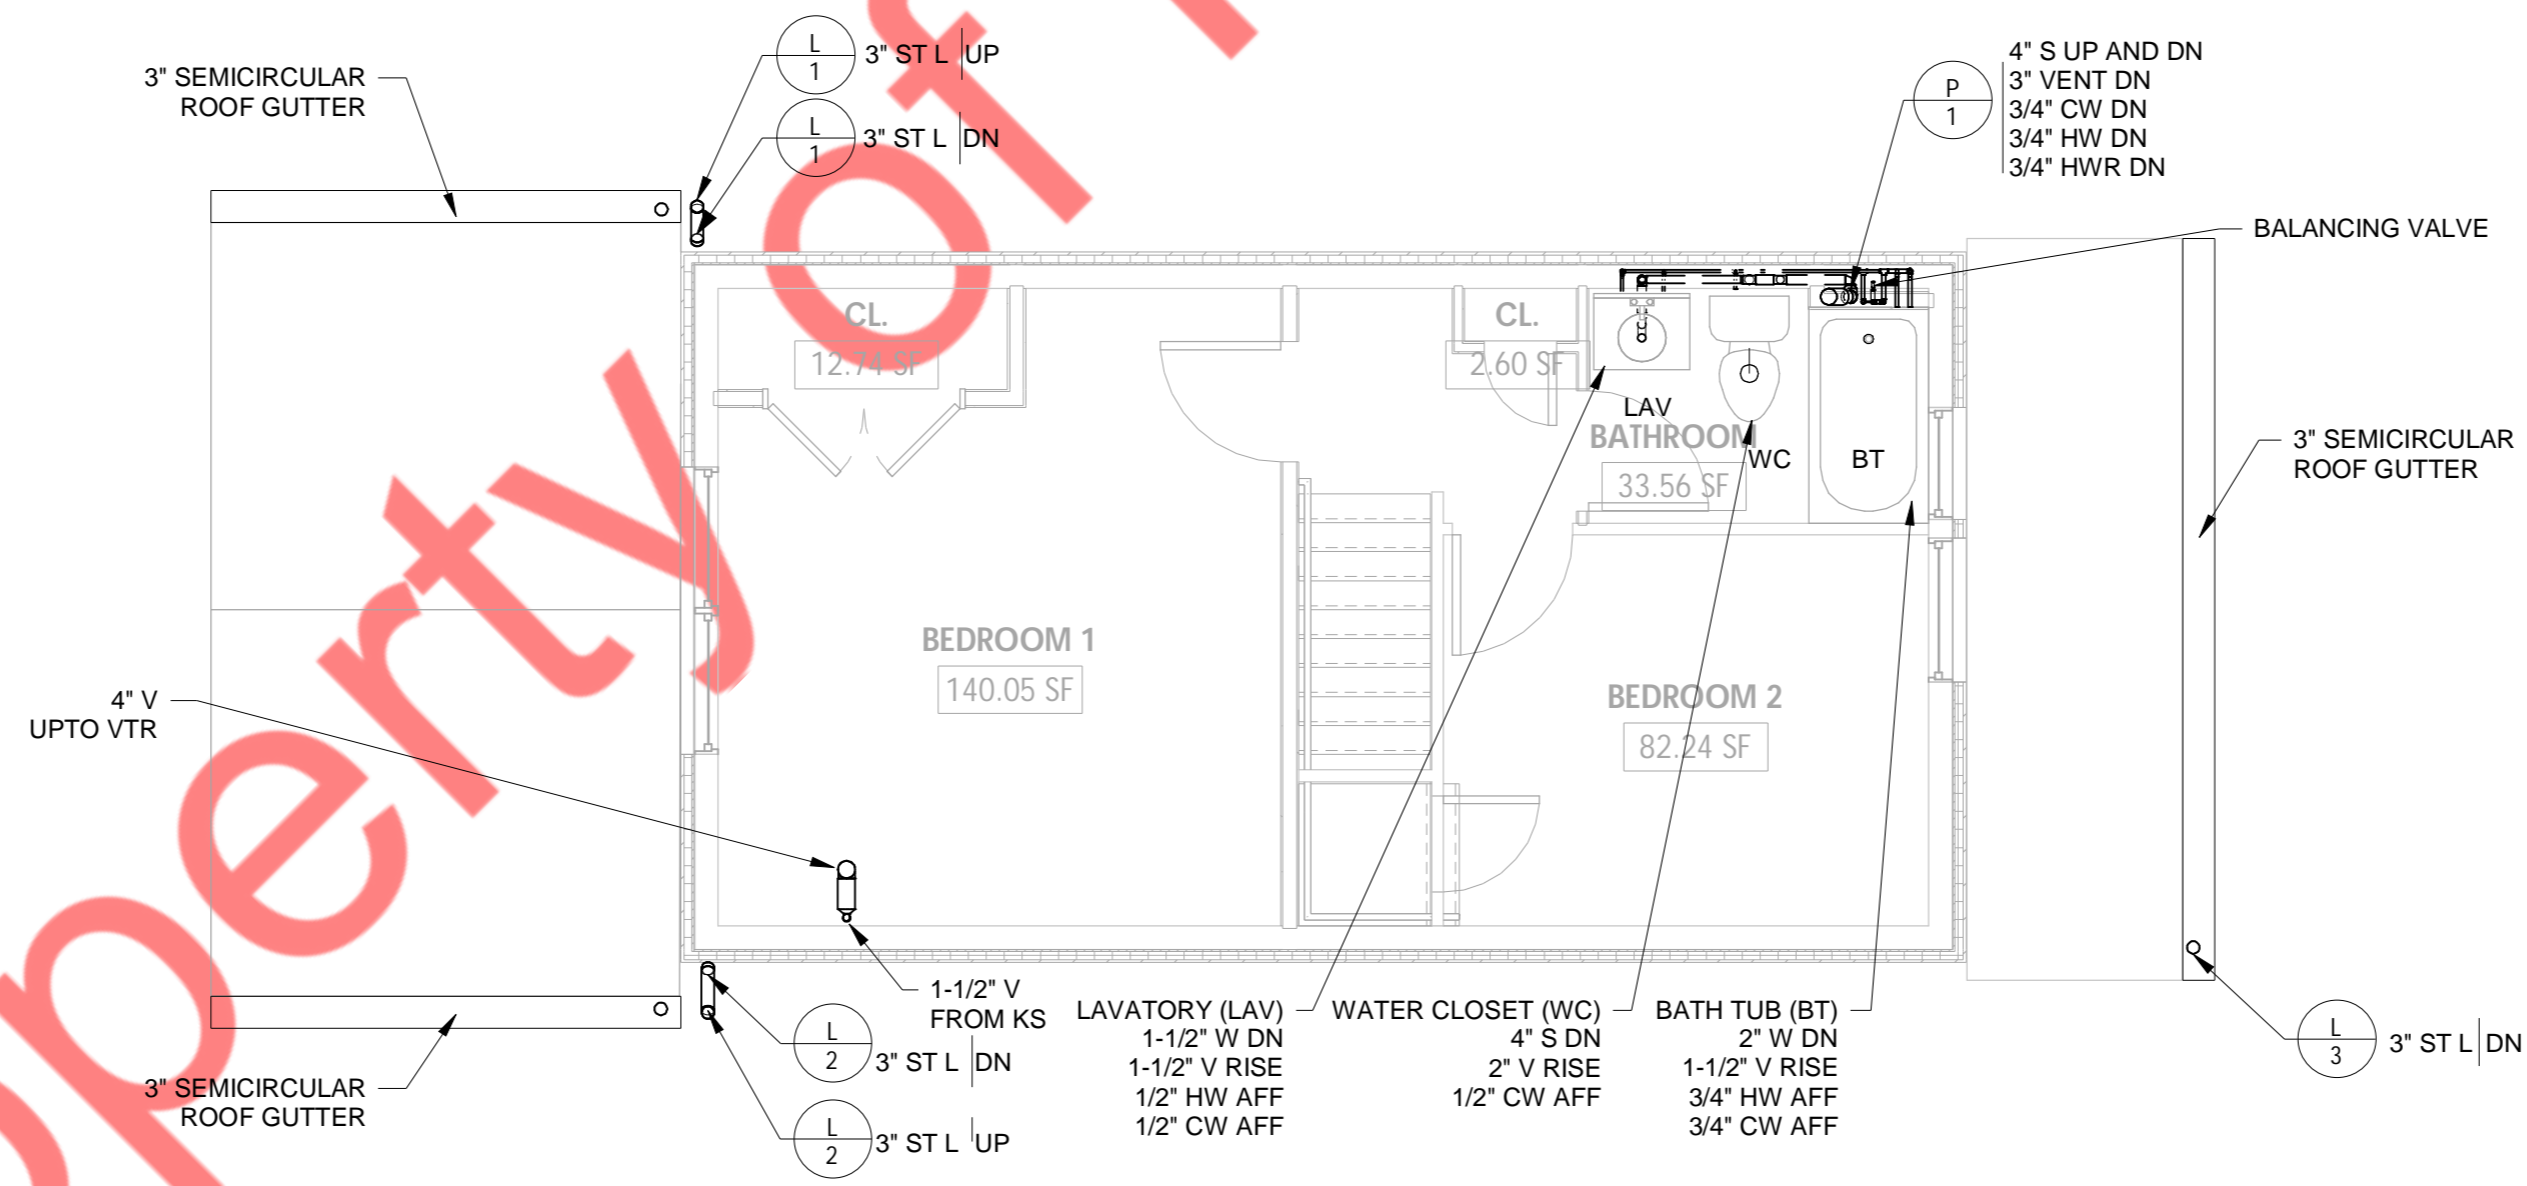 L
1
3" ST L UP
3" SEMICIRCULAR
ROOF GUTTER
L
1
3" ST L DN
P
1
4" S UP AND DN
3" VENT DN
3/4" CW DN
3/4" HW DN
3/4" HWR DN
BALANCING VALVE
CL.
12.74 SF
CL.
2.60 SF
LAV
BATHROOM
33.56 SF
WC
BT
3" SEMICIRCULAR
ROOF GUTTER
BEDROOM 1
140.05 SF
BEDROOM 2
82.24 SF
4" V
UPTO VTR
1-1/2" V
FROM KS
L
2
3" ST L DN
L
2
3" ST L UP
3" SEMICIRCULAR
ROOF GUTTER
LAVATORY (LAV)
1-1/2" W DN
1-1/2" V RISE
1/2" HW AFF
1/2" CW AFF
WATER CLOSET (WC)
4" S DN
2" V RISE
1/2" CW AFF
BATH TUB (BT)
2" W DN
1-1/2" V RISE
3/4" HW AFF
3/4" CW AFF
L
3
3" ST L DN
perty of